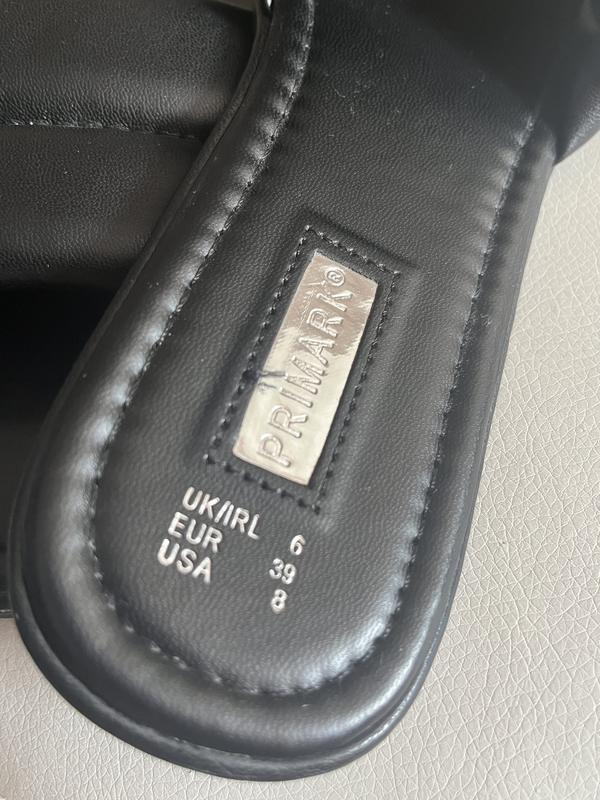 PRIMARK®
UK/IRL 6
EUR 39
USA 8